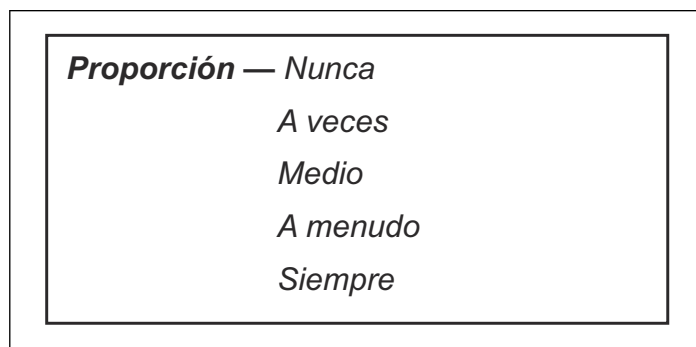 Proporción — Nunca
A veces
Medio
A menudo
Siempre